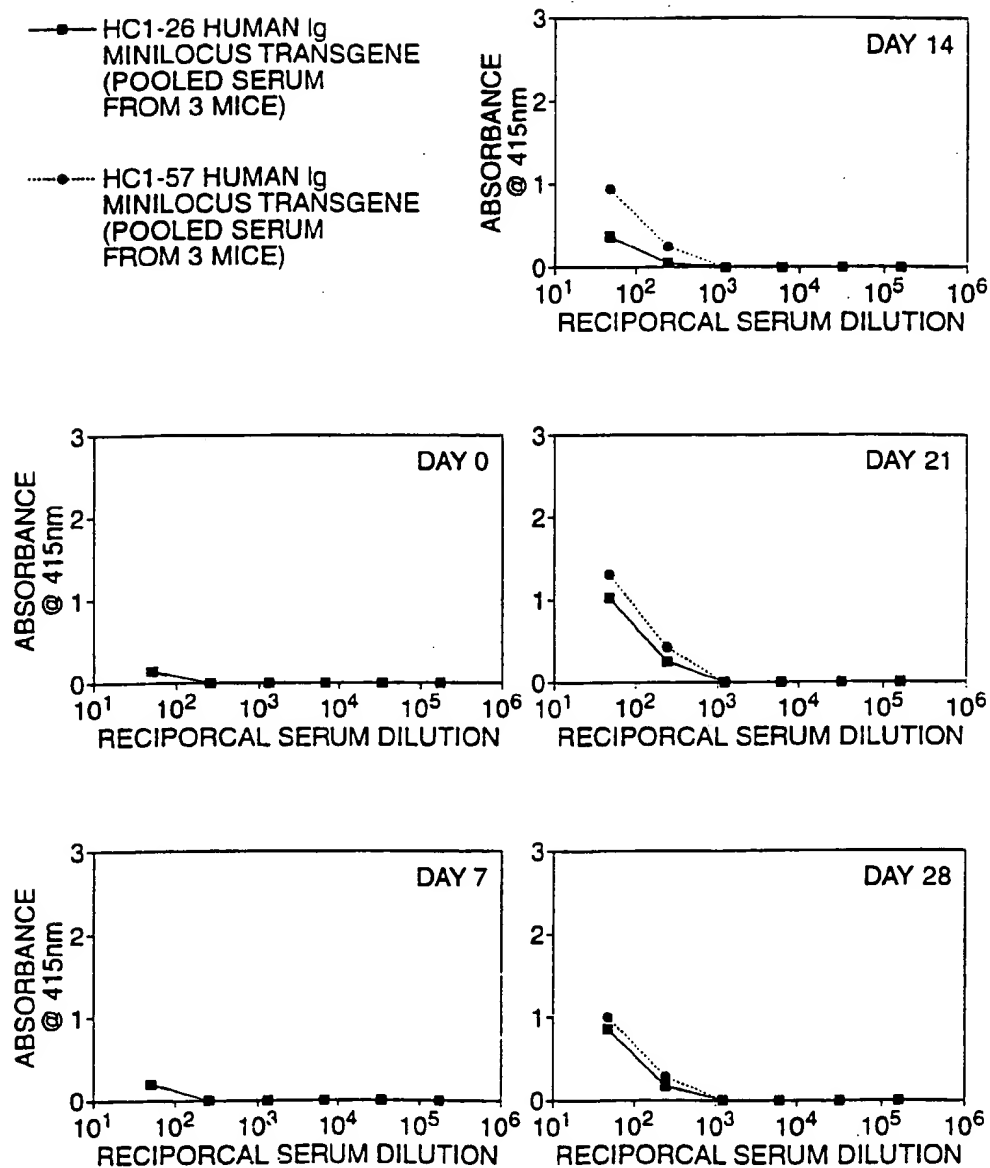 HC1-26 HUMAN Ig
MINILOCUS TRANSGENE
(POOLED SERUM
FROM 3 MICE)
HC1-57 HUMAN Ig
MINILOCUS TRANSGENE
(POOLED SERUM
FROM 3 MICE)
DAY 14
ABSORBANCE
@ 415nm
3
2
1
0
10¹ 10² 10³ 10⁴ 10⁵ 10⁶
RECIPORCAL SERUM DILUTION
DAY 0
ABSORBANCE
@ 415nm
3
2
1
0
10¹ 10² 10³ 10⁴ 10⁵ 10⁶
RECIPORCAL SERUM DILUTION
DAY 21
3
2
1
0
10¹ 10² 10³ 10⁴ 10⁵ 10⁶
RECIPORCAL SERUM DILUTION
DAY 7
ABSORBANCE
@ 415nm
3
2
1
0
10¹ 10² 10³ 10⁴ 10⁵ 10⁶
RECIPORCAL SERUM DILUTION
DAY 28
3
2
1
0
10¹ 10² 10³ 10⁴ 10⁵ 10⁶
RECIPORCAL SERUM DILUTION